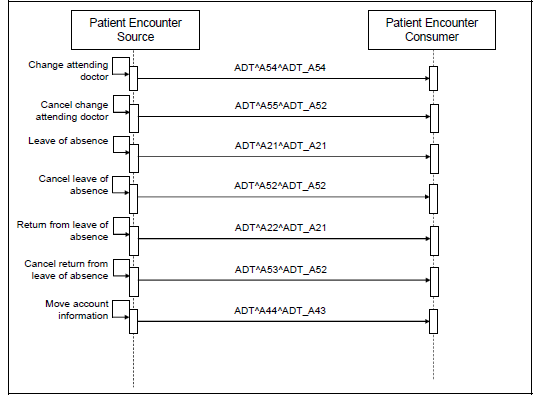 Patient Encounter
Source
Patient Encounter
Consumer
Change attending
doctor
ADT^A54^ADT_A54
Cancel change
attending doctor
ADT^A55^ADT_A52
Leave of absence
ADT^A21^ADT_A21
Cancel leave of
absence
ADT^A52^ADT_A52
Return from leave of
absence
ADT^A22^ADT_A21
Cancel return from
leave of absence
ADT^A53^ADT_A52
Move account
information
ADT^A44^ADT_A43